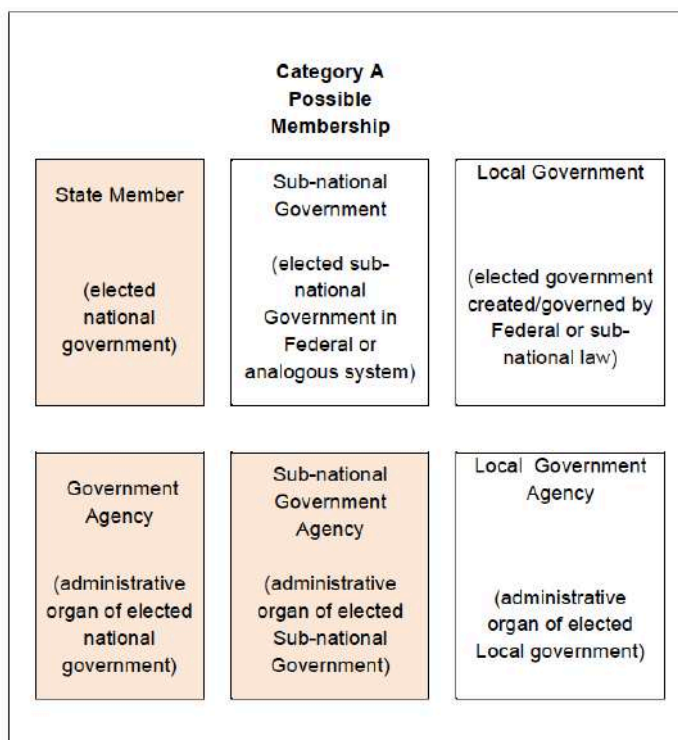 Category A
Possible
Membership
State Member
(elected
national
government)
Sub-national
Government
(elected sub-
national
Government in
Federal or
analogous system)
Local Government
(elected government
created/governed by
Federal or sub-
national law)
Government
Agency
(administrative
organ of elected
national
government)
Sub-national
Government
Agency
(administrative
organ of elected
Sub-national
Government)
Local Government
Agency
(administrative
organ of elected
Local government)